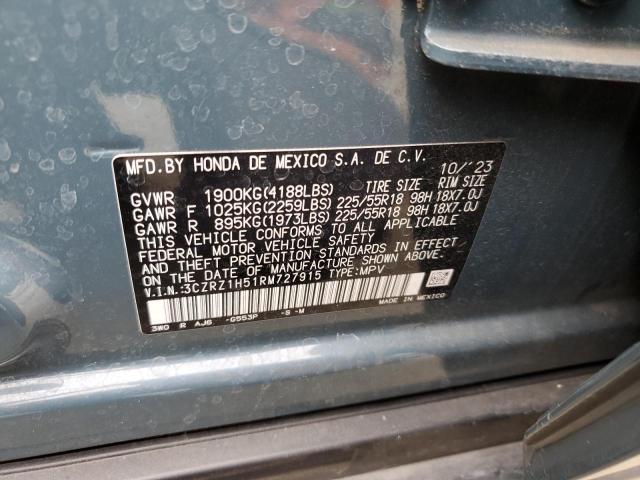 MFD.BY HONDA DE MEXICO S.A. DE C.V. 10/'23
GVWR 1900KG(4188LBS) TIRE SIZE RIM SIZE
GAWR F 1025KG(2259LBS) 225/55R18 98H 18X7.0J
GAWR R 895KG(1973LBS) 225/55R18 98H 18X7.0J
THIS VEHICLE CONFORMS TO ALL APPLICABLE
FEDERAL MOTOR VEHICLE SAFETY
AND THEFT PREVENTION STANDARDS IN EFFECT
ON THE DATE OF MANUFACTURE SHOWN ABOVE.
V.I.N.:3CZRZ1H51RM727915 TYPE:MPV
MADE IN MEXICO
3W0 R AJ6 -G553P -S -M